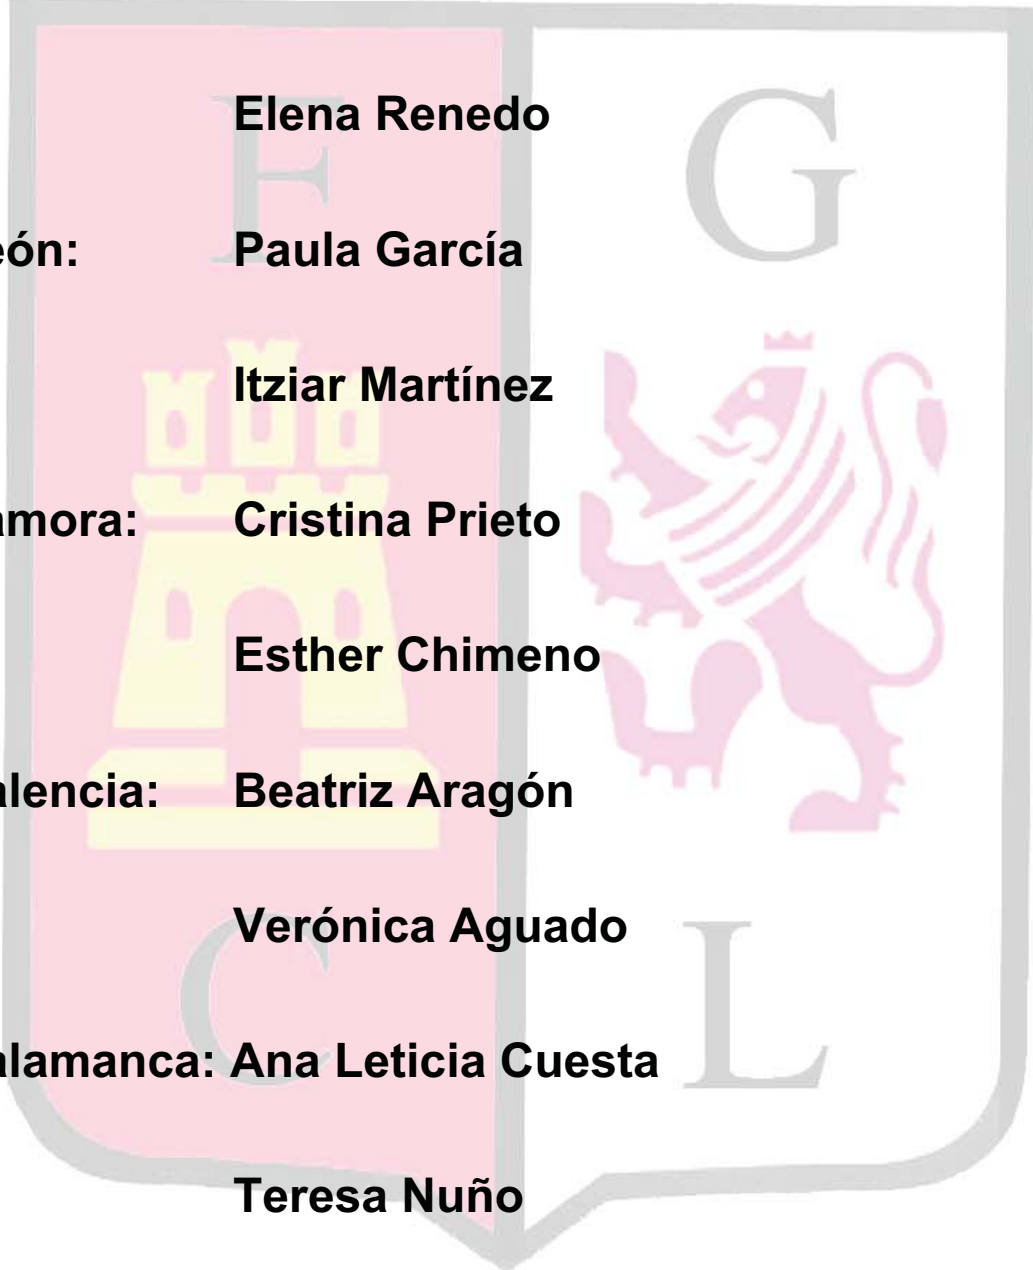 F G
Elena Renedo
eón: Paula García
Itziar Martínez
amora: Cristina Prieto
Esther Chimeno
alencia: Beatriz Aragón
Verónica Aguado
C L
alamanca: Ana Leticia Cuesta
Teresa Nuño